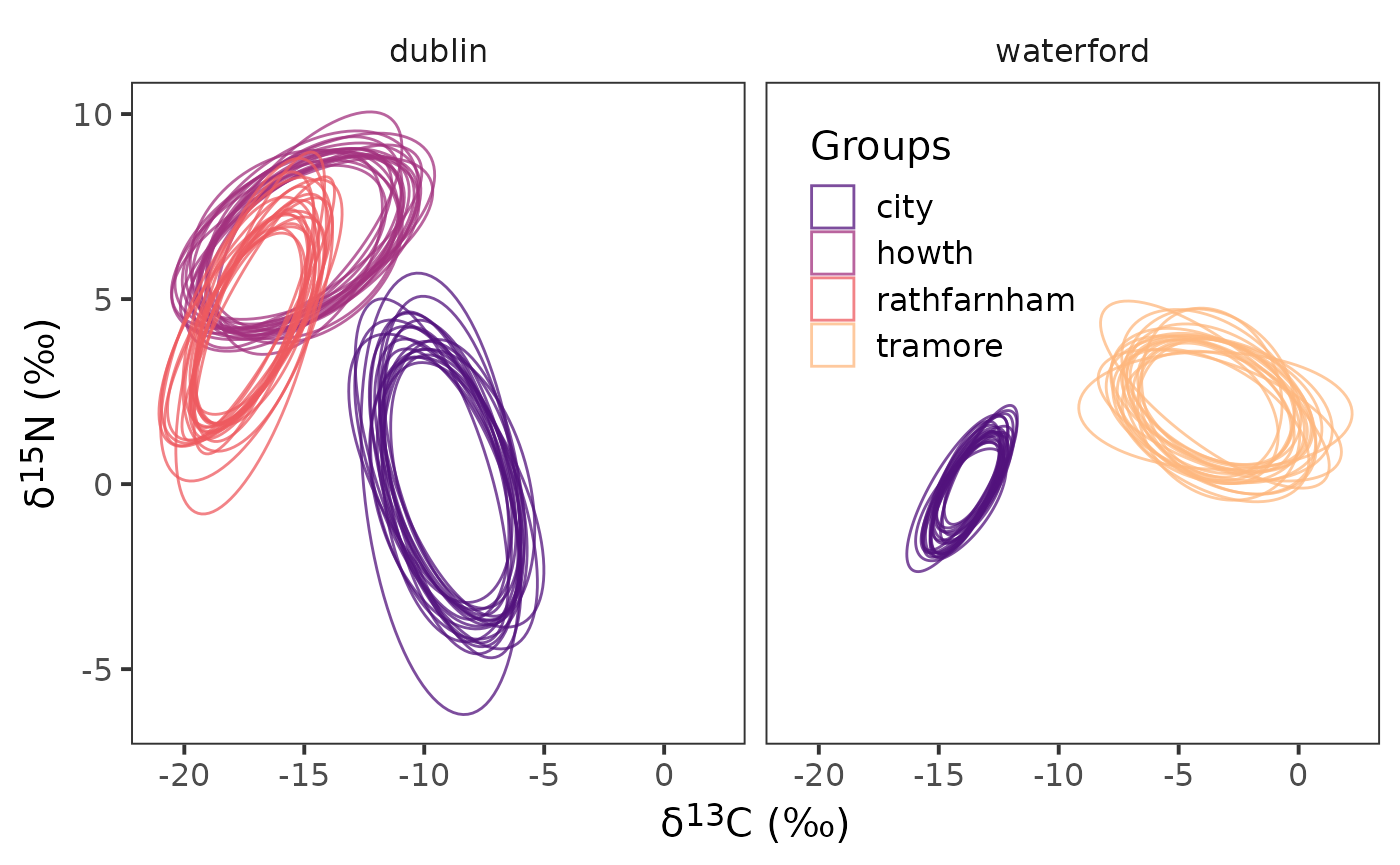 dublin
waterford
δ15N (‰)
10
5
0
-5
Groups
city
howth
rathfarnham
tramore
-20 -15 -10 -5 0
-20 -15 -10 -5 0
δ13C (‰)